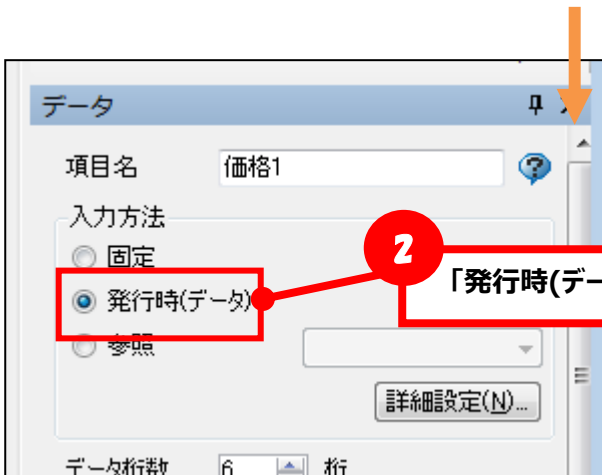 データ
項目名 価格1
入力方法
固定
2
発行時(データ) 「発行時(デー
参照
詳細設定(N)...
データ桁数 6 桁